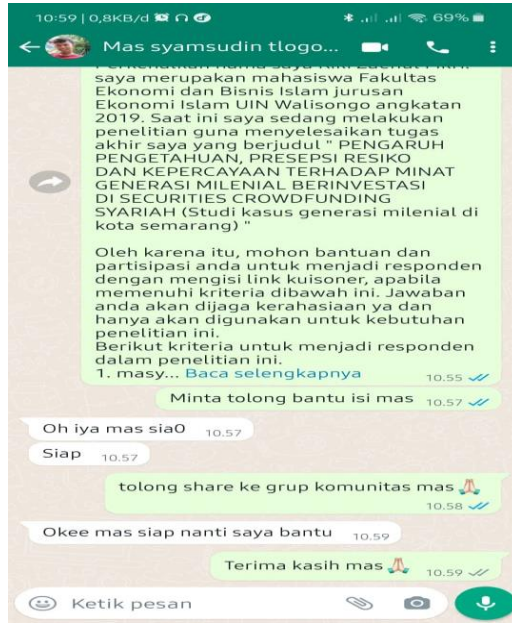 10:59 | 0,8KB/d
69%
Mas syamsudin tlogo...
saya merupakan mahasiswa Fakultas
Ekonomi dan Bisnis Islam jurusan
Ekonomi Islam UIN Walisongo angkatan
2019. Saat ini saya sedang melakukan
penelitian guna menyelesaikan tugas
akhir saya yang berjudul " PENGARUH
PENGETAHUAN, PRESEPSI RESIKO
DAN KEPERCAYAAN TERHADAP MINAT
GENERASI MILENIAL BERINVESTASI
DI SECURITIES CROWDFUNDING
SYARIAH (Studi kasus generasi milenial di
kota semarang) "
Oleh karena itu, mohon bantuan dan
partisipasi anda untuk menjadi responden
dengan mengisi link kuisoner, apabila
memenuhi kriteria dibawah ini. Jawaban
anda akan dijaga kerahasiaan ya dan
hanya akan digunakan untuk kebutuhan
penelitian ini.
Berikut kriteria untuk menjadi responden
dalam penelitian ini.
1. masy... Baca selengkapnya 10.55
Minta tolong bantu isi mas 10.57
Oh iya mas sia0 10.57
Siap 10.57
tolong share ke grup komunitas mas 🙏
10.58
Okee mas siap nanti saya bantu 10.59
Terima kasih mas 🙏 10.59
Ketik pesan